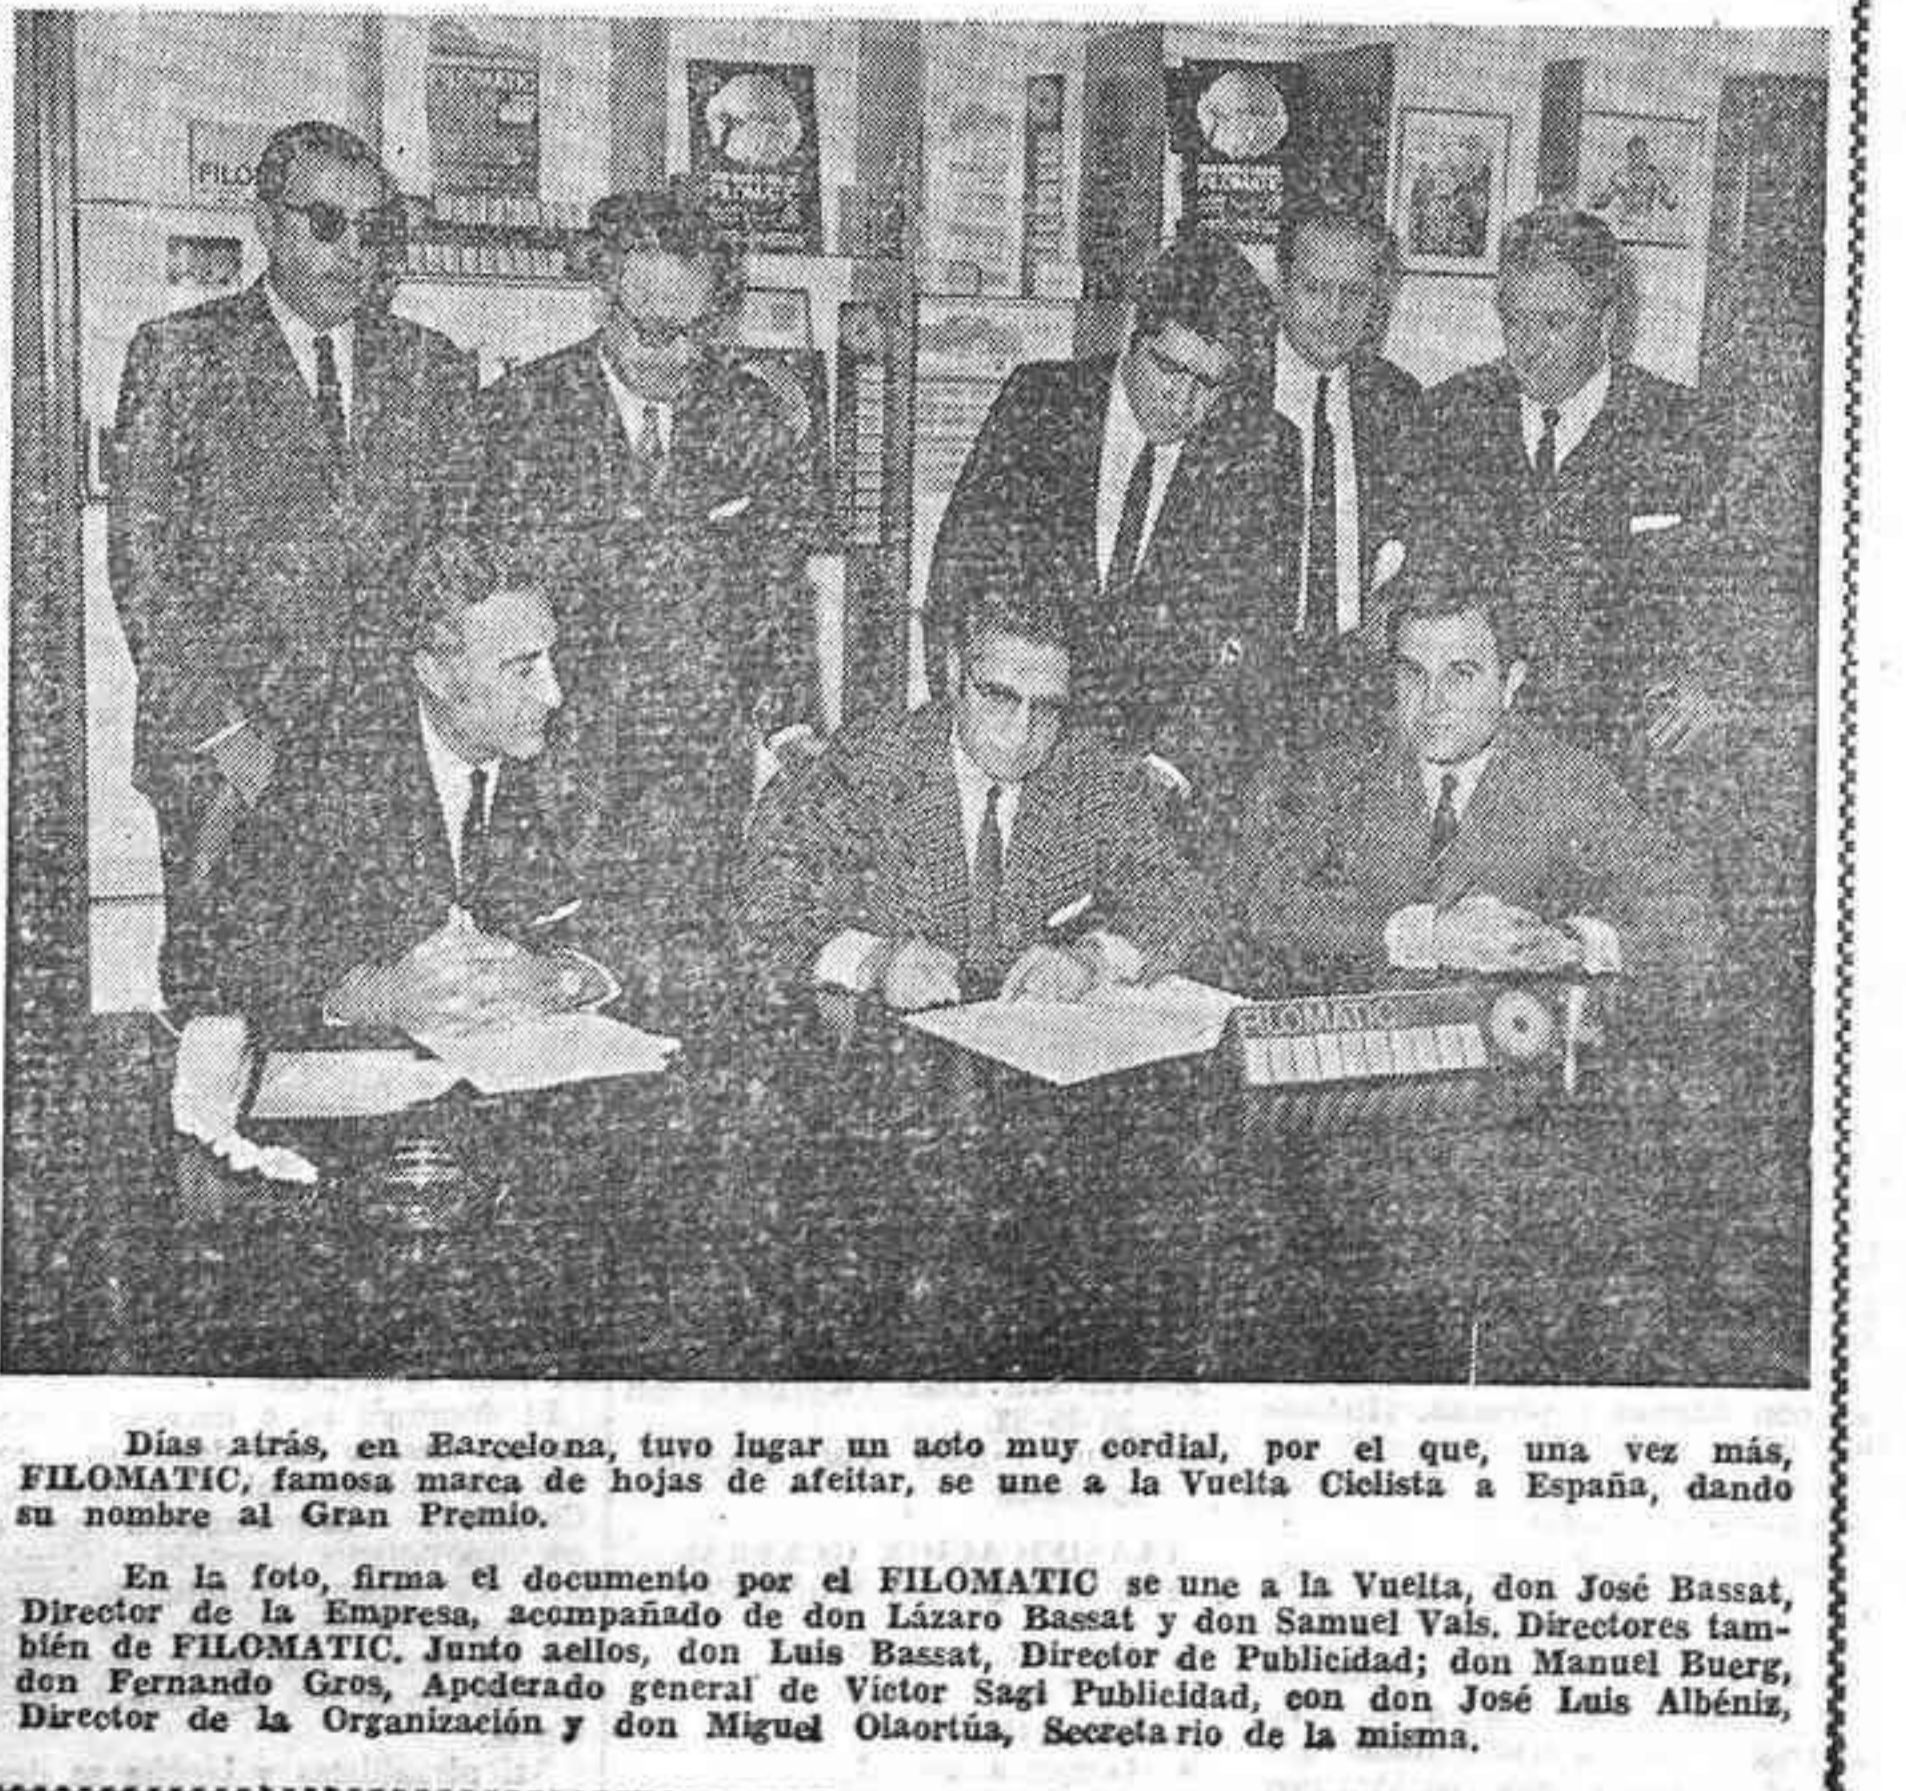 FILOMATIC
FILO
FILOMATIC
FILOMATIC
FILOMATIC
Días atrás, en Barcelona, tuvo lugar un acto muy cordial, por el que, una vez más,
FILOMATIC, famosa marca de hojas de afeitar, se une a la Vuelta Ciclista a España, dando
su nombre al Gran Premio.
En la foto, firma el documento por el FILOMATIC se une a la Vuelta, don José Bassat,
Director de la Empresa, acompañado de don Lázaro Bassat y don Samuel Vals. Directores tam-
bién de FILOMATIC. Junto aellos, don Luis Bassat, Director de Publicidad; don Manuel Buerg,
don Fernando Gros, Apoderado general de Víctor Sagi Publicidad, con don José Luis Albéniz,
Director de la Organización y don Miguel Olaortúa, Secretario de la misma.